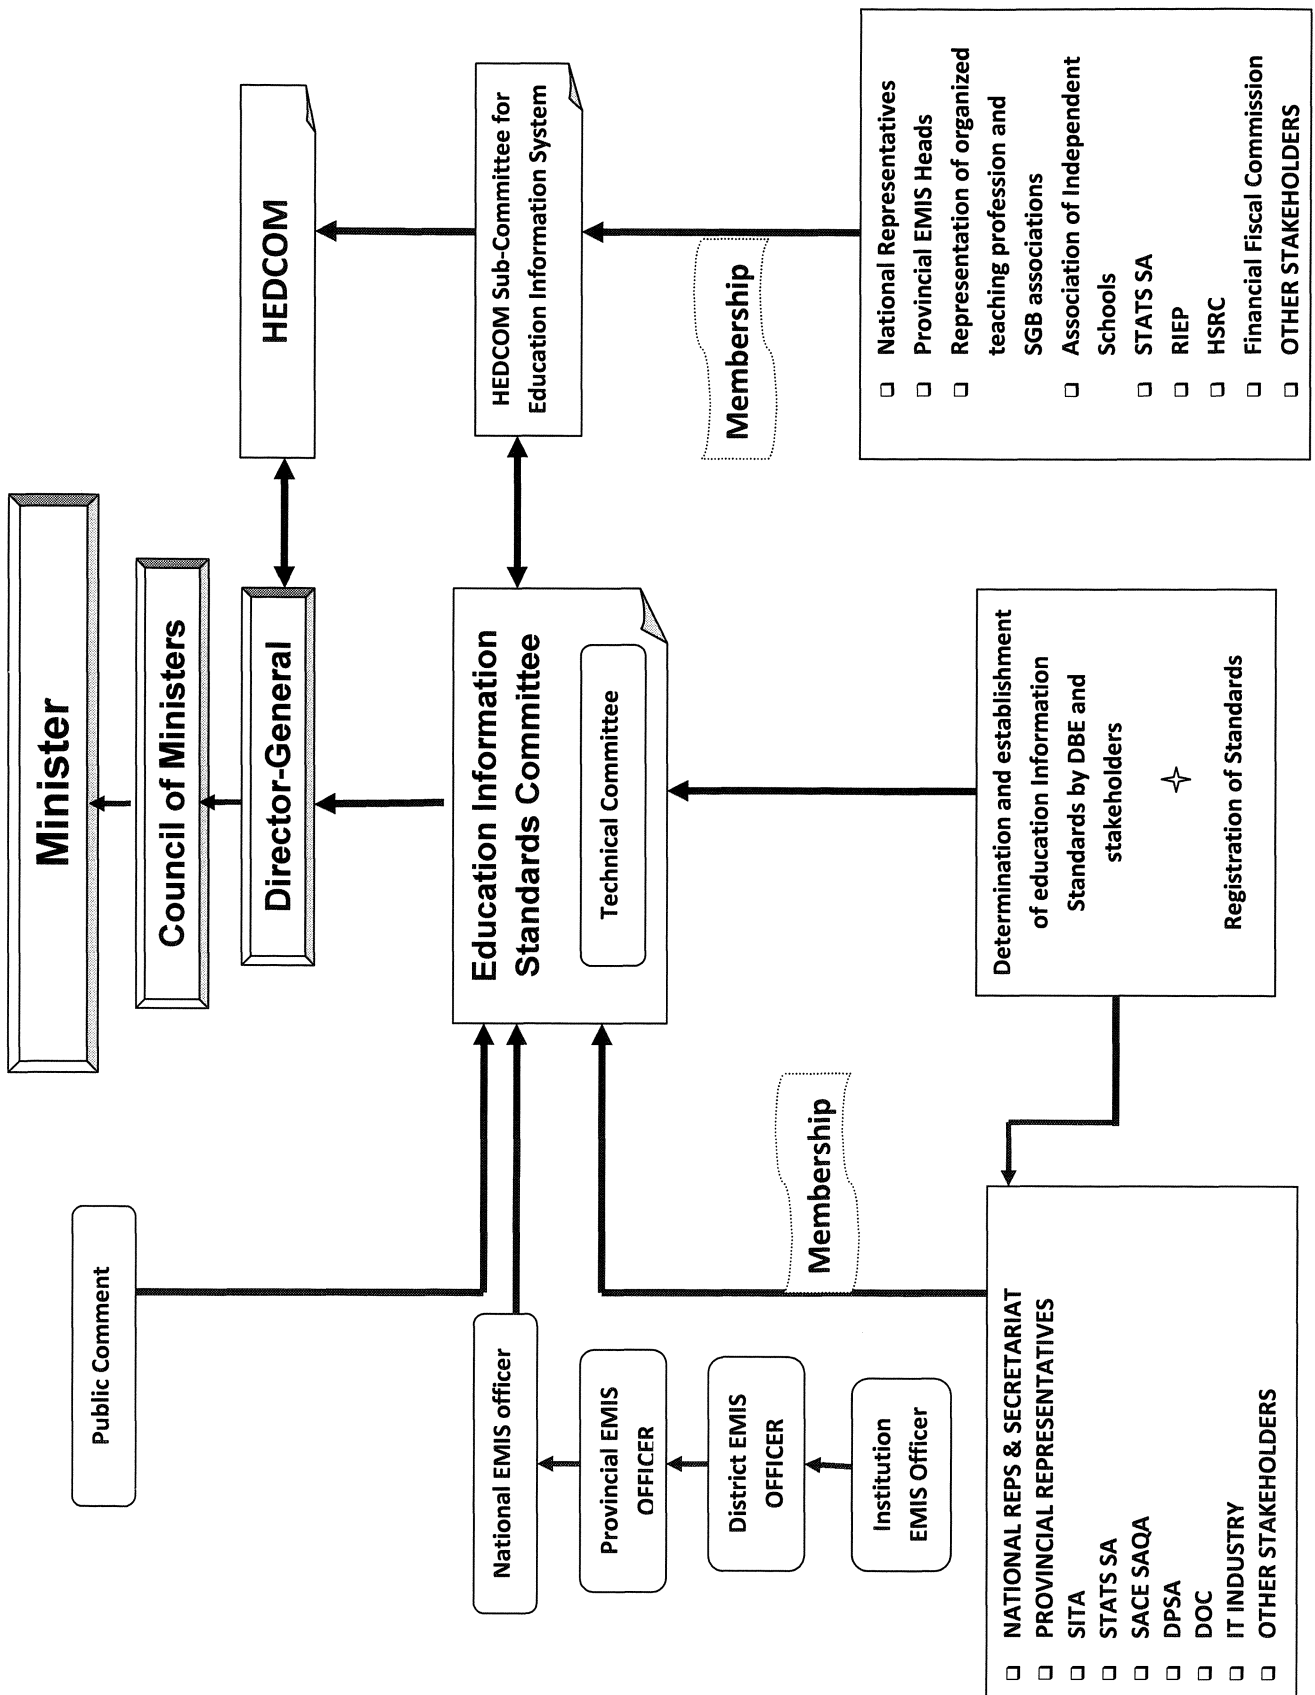 Minister
Council of Ministers
Director-General
HEDCOM
Public Comment
Education Information
Standards Committee
Technical Committee
HEDCOM Sub-Committee for
Education Information System
National EMIS officer
Provincial EMIS
OFFICER
District EMIS
OFFICER
Institution
EMIS Officer
Membership
Membership
❑ NATIONAL REPS & SECRETARIAT
❑ PROVINCIAL REPRESENTATIVES
❑ SITA
❑ STATS SA
❑ SACE SAQA
❑ DPSA
❑ DOC
❑ IT INDUSTRY
❑ OTHER STAKEHOLDERS
Determination and establishment
of education Information
Standards by DBE and
stakeholders
Registration of Standards
❑ National Representatives
❑ Provincial EMIS Heads
❑ Representation of organized
teaching profession and
SGB associations
❑ Association of Independent
Schools
❑ STATS SA
❑ RIEP
❑ HSRC
❑ Financial Fiscal Commission
❑ OTHER STAKEHOLDERS